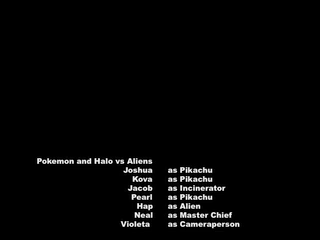 Pokemon and Halo vs Aliens
Joshua as Pikachu
Kova as Pikachu
Jacob as Incinerator
Pearl as Pikachu
Hap as Alien
Neal as Master Chief
Violeta as Cameraperson